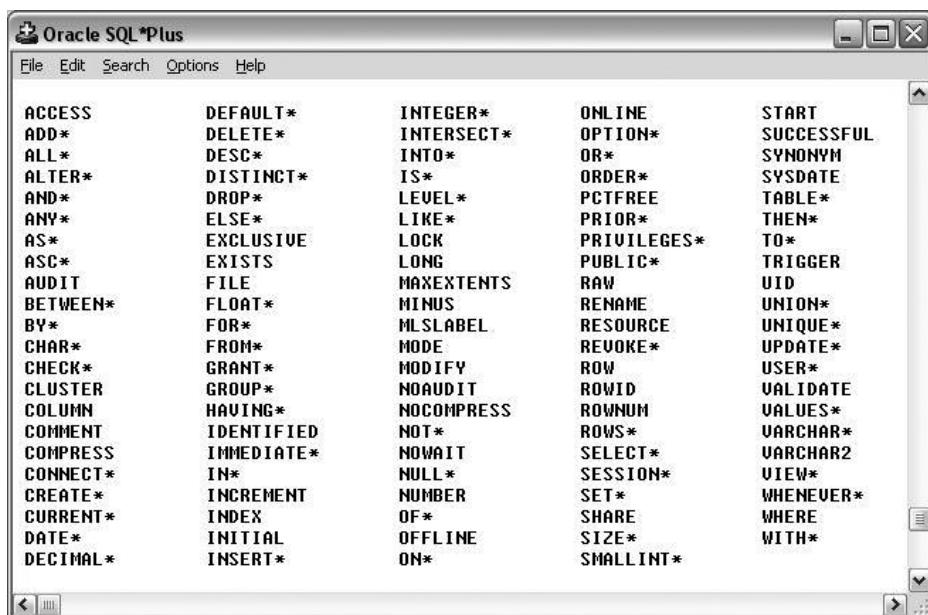 Oracle SQL*Plus
File Edit Search Options Help
ACCESS DEFAULT* INTEGER* ONLINE START
ADD* DELETE* INTERSECT* OPTION* SUCCESSFUL
ALL* DESC* INTO* OR* SYNONYM
ALTER* DISTINCT* IS* ORDER* SYSDATE
AND* DROP* LEVEL* PCTFREE TABLE*
ANY* ELSE* LIKE* PRIOR* THEN*
AS* EXCLUSIVE LOCK PRIVILEGES* TO*
ASC* EXISTS LONG PUBLIC* TRIGGER
AUDIT FILE MAXEXTENTS RAW UID
BETWEEN* FLOAT* MINUS RENAME UNION*
BY* FOR* MLSLABEL RESOURCE UNIQUE*
CHAR* FROM* MODE REVOKE* UPDATE*
CHECK* GRANT* MODIFY ROW USER*
CLUSTER GROUP* NOAUDIT ROWID VALIDATE
COLUMN HAVING* NOCOMPRESS ROWNUM VALUES*
COMMENT IDENTIFIED NOT* ROWS* VARCHAR*
COMPRESS IMMEDIATE* NOWAIT SELECT* VARCHAR2
CONNECT* IN* NULL* SESSION* VIEW*
CREATE* INCREMENT NUMBER SET* WHENEVER*
CURRENT* INDEX OF* SHARE WHERE
DATE* INITIAL OFFLINE SIZE* WITH*
DECIMAL* INSERT* ON* SMALLINT*